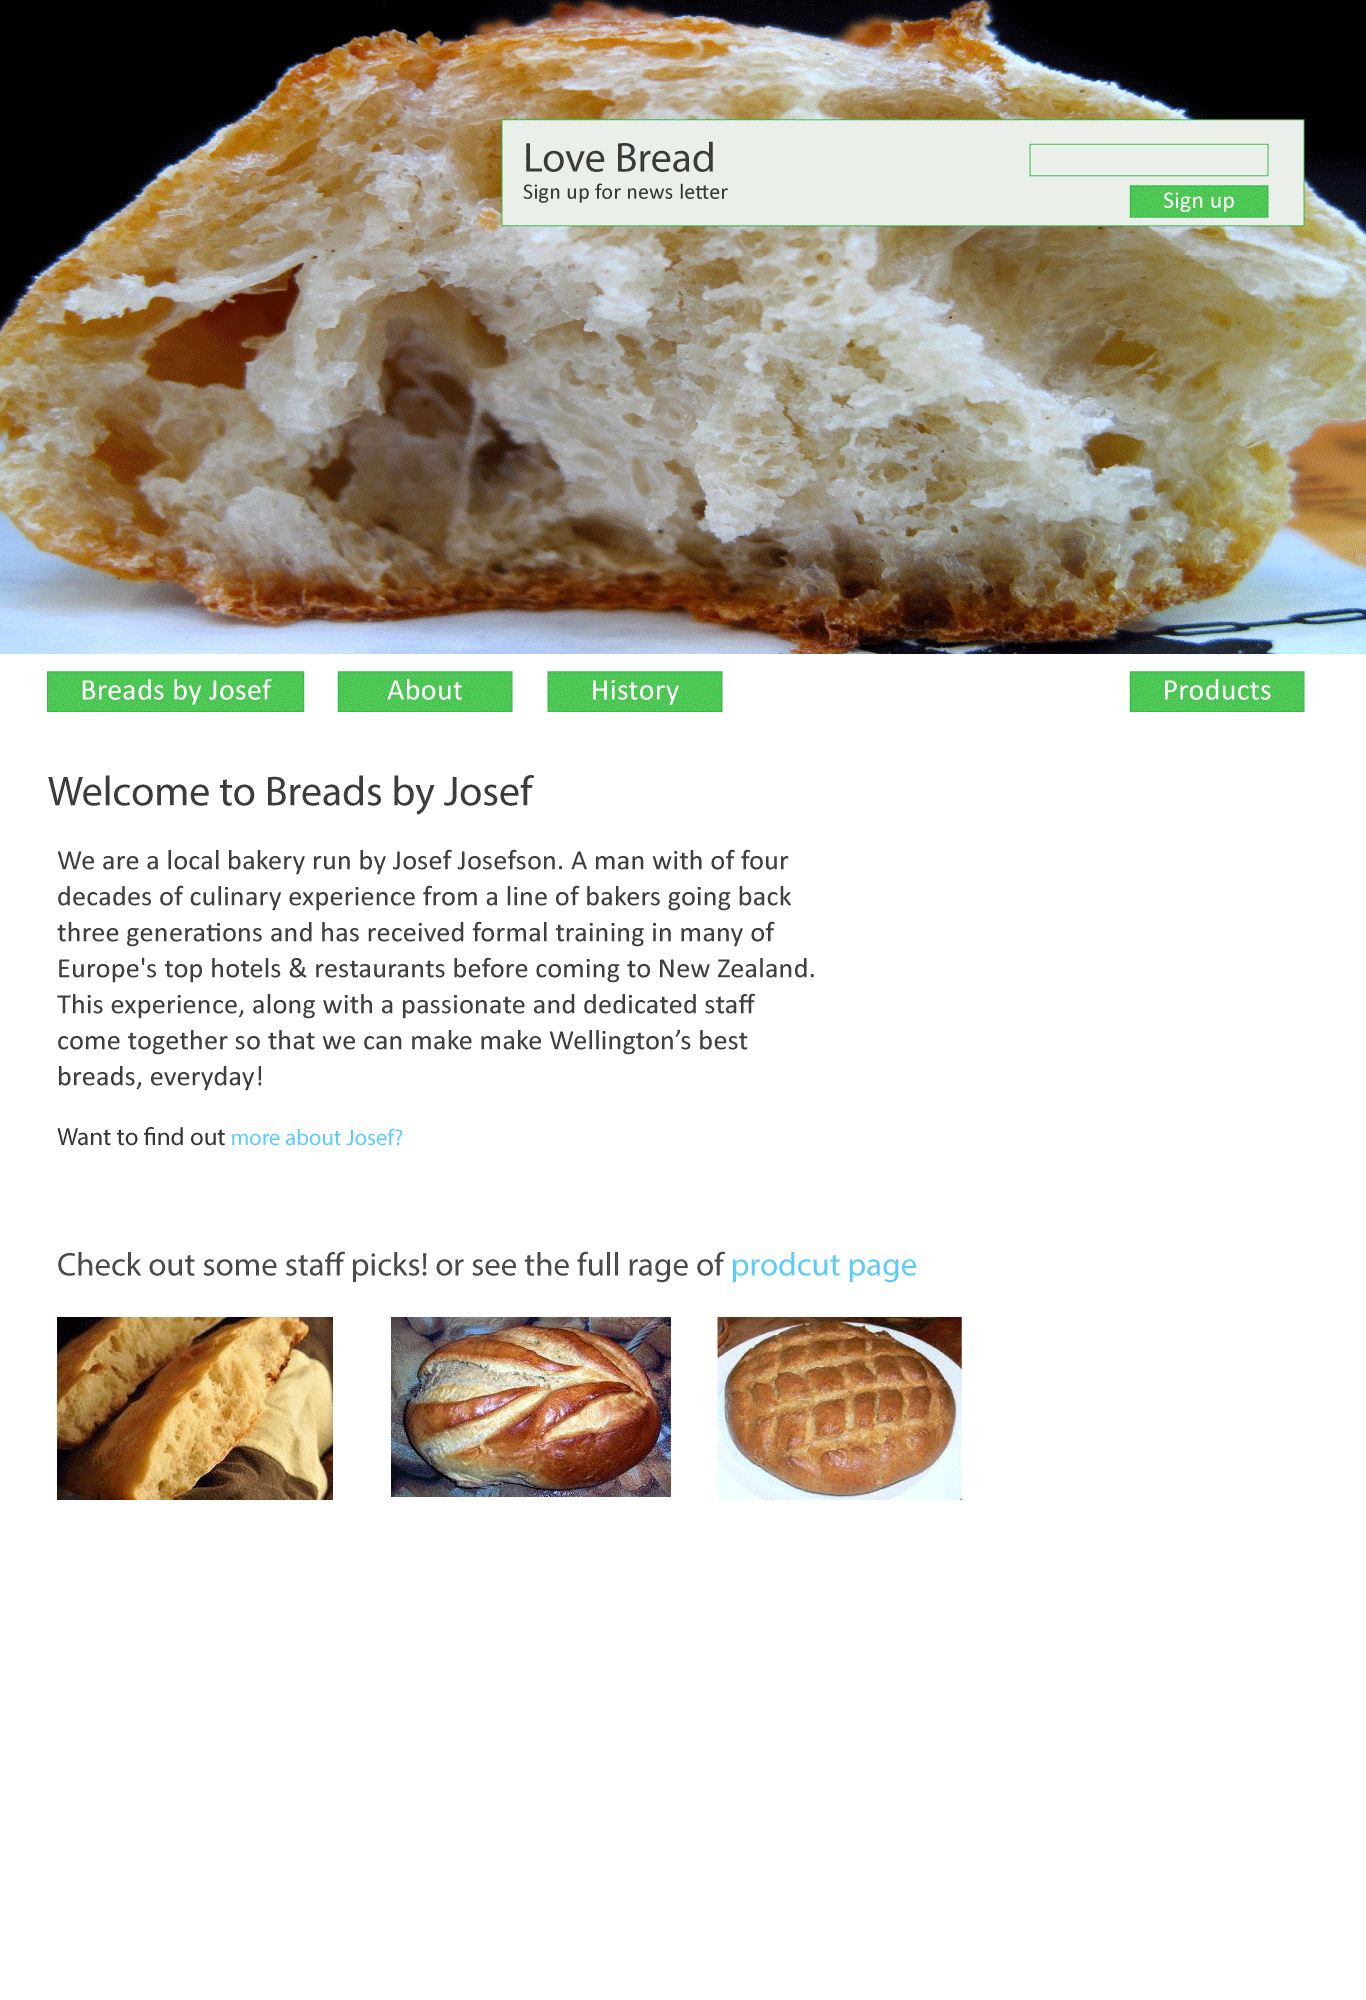 Love Bread
Sign up for news letter
Sign up
Breads by Josef
About
History
Products
Welcome to Breads by Josef
We are a local bakery run by Josef Josefson. A man with of four
decades of culinary experience from a line of bakers going back
three generations and has received formal training in many of
Europe's top hotels & restaurants before coming to New Zealand.
This experience, along with a passionate and dedicated staff
come together so that we can make make Wellington’s best
breads, everyday!
Want to find out more about Josef?
Check out some staff picks! or see the full rage of prodcut page